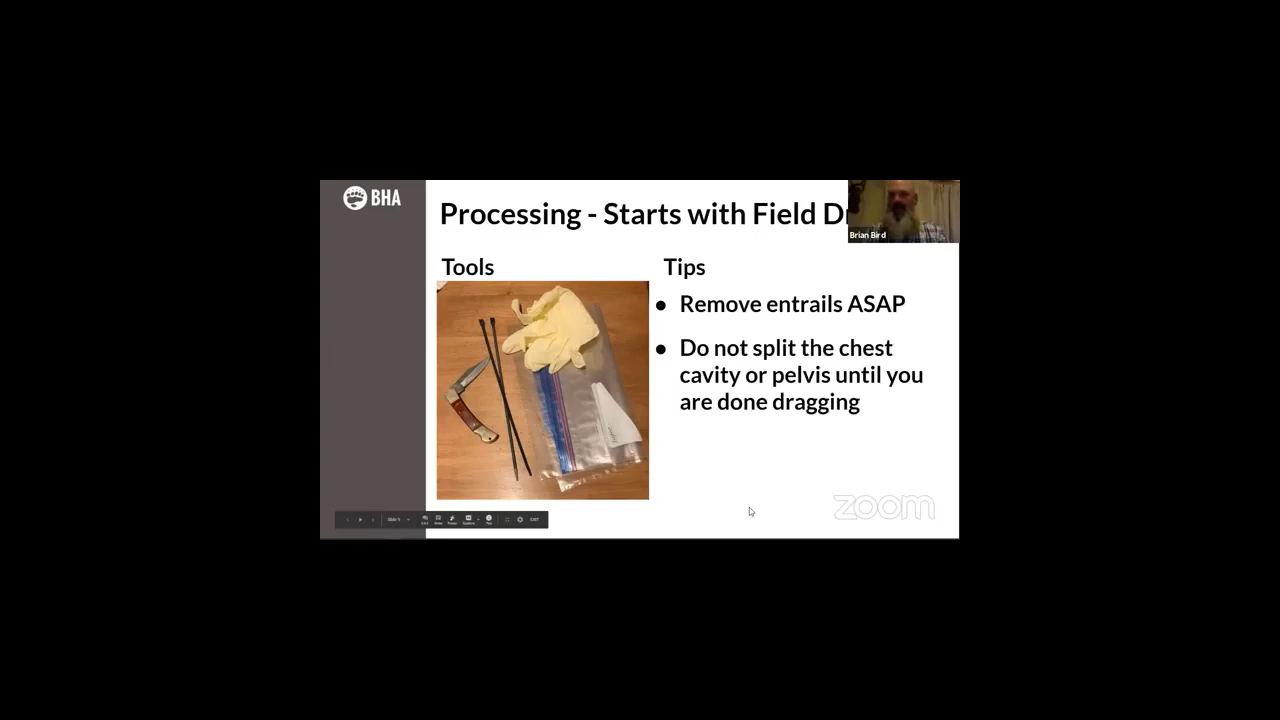 BHA
Processing - Starts with Field Dr
Brian Bird
Tools
Tips
● Remove entrails ASAP
● Do not split the chest
cavity or pelvis until you
are done dragging
zoom